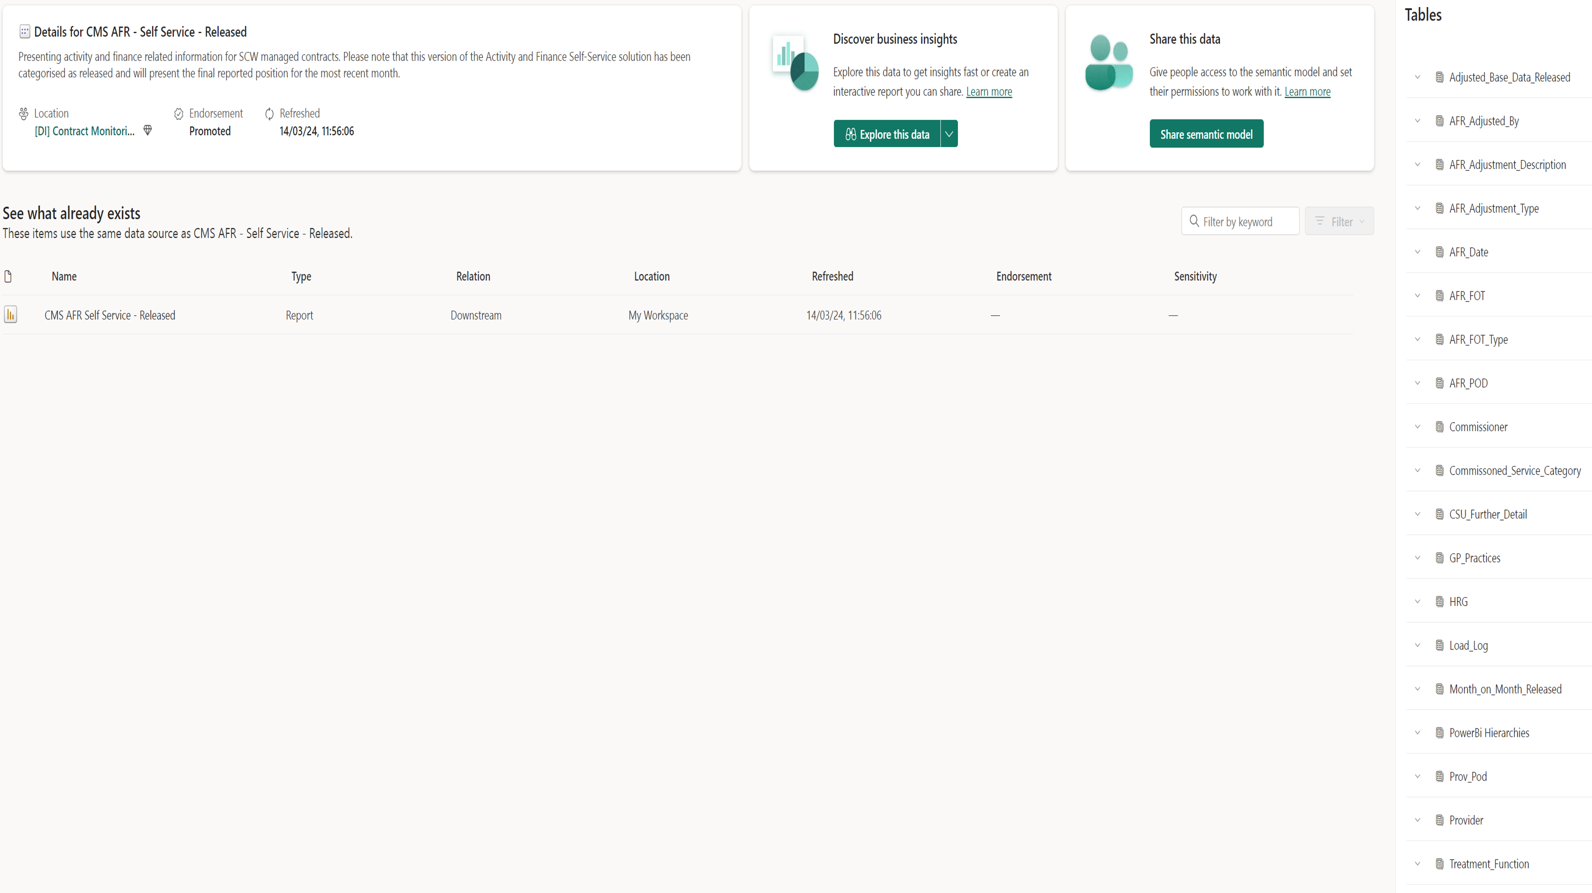 Details for CMS AFR - Self Service - Released
Presenting activity and finance related information for SCW managed contracts. Please note that this version of the Activity and Finance Self-Service solution has been
categorised as released and will present the final reported position for the most recent month.
Location
[DI] Contract Monitori...
Endorsement
Promoted
Refreshed
14/03/24, 11:56:06
Discover business insights
Explore this data to get insights fast or create an
interactive report you can share. Learn more
Explore this data
Share this data
Give people access to the semantic model and set
their permissions to work with it. Learn more
Share semantic model
See what already exists
These items use the same data source as CMS AFR - Self Service - Released.
Filter by keyword
Filter
Name Type Relation Location Refreshed Endorsement Sensitivity
CMS AFR Self Service - Released Report Downstream My Workspace 14/03/24, 11:56:06 — —
Tables
Adjusted_Base_Data_Released
AFR_Adjusted_By
AFR_Adjustment_Description
AFR_Adjustment_Type
AFR_Date
AFR_FOT
AFR_FOT_Type
AFR_POD
Commissioner
Commissoned_Service_Category
CSU_Further_Detail
GP_Practices
HRG
Load_Log
Month_on_Month_Released
PowerBi Hierarchies
Prov_Pod
Provider
Treatment_Function